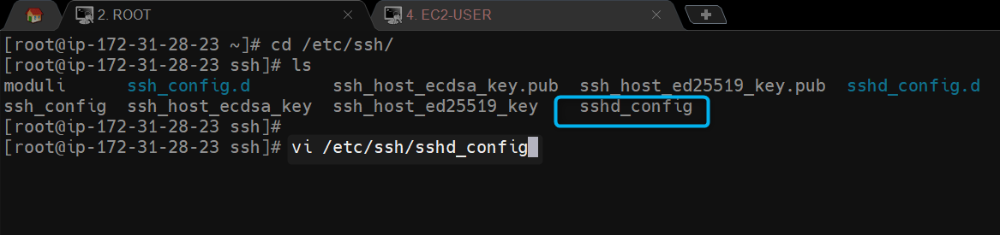 2. ROOT
4. EC2-USER
[root@ip-172-31-28-23 ~]# cd /etc/ssh/
[root@ip-172-31-28-23 ssh]# ls
moduli ssh_config.d ssh_host_ecdsa_key.pub ssh_host_ed25519_key.pub sshd_config.d
ssh_config ssh_host_ecdsa_key ssh_host_ed25519_key sshd_config
[root@ip-172-31-28-23 ssh]#
[root@ip-172-31-28-23 ssh]# vi /etc/ssh/sshd_config